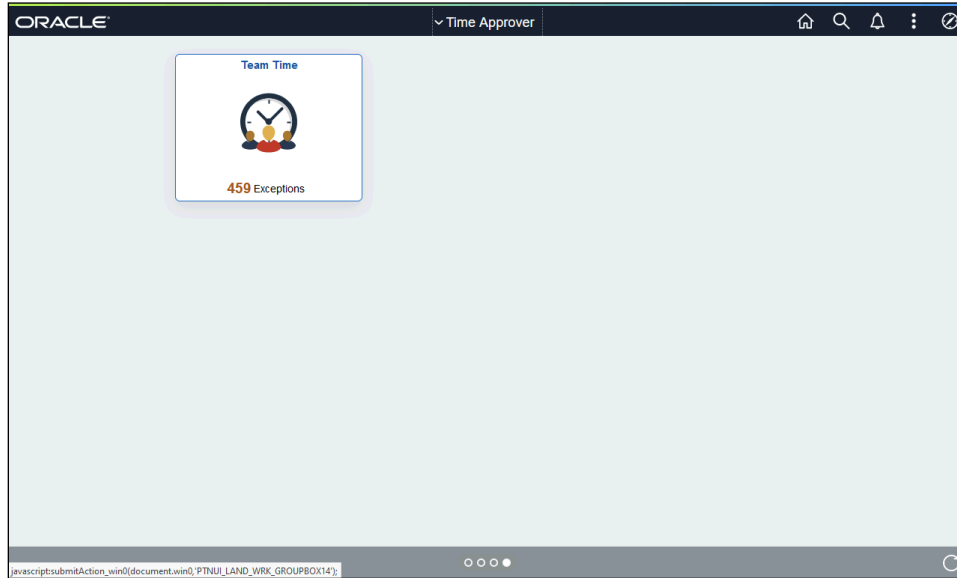 ORACLE
Time Approver
Team Time
459 Exceptions
javascript:submitAction_win0(document.win0,'PTNUI_LAND_WRK_GROUPBOX14');